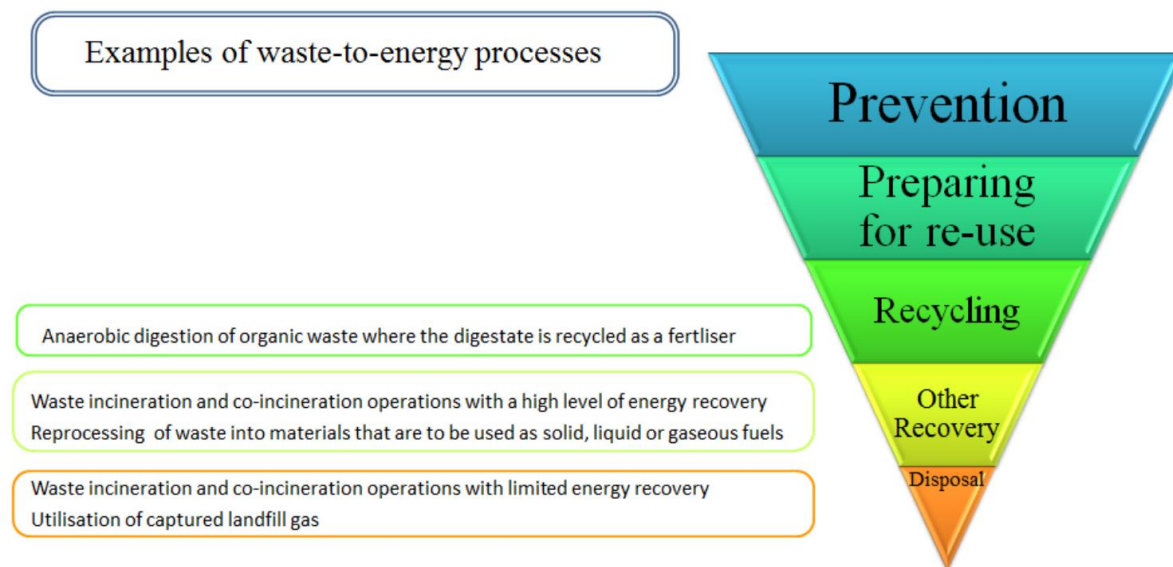 Examples of waste-to-energy processes
Prevention
Preparing
for re-use
Recycling
Anaerobic digestion of organic waste where the digestate is recycled as a fertliser
Other
Recovery
Waste incineration and co-incineration operations with a high level of energy recovery
Reprocessing of waste into materials that are to be used as solid, liquid or gaseous fuels
Disposal
Waste incineration and co-incineration operations with limited energy recovery
Utilisation of captured landfill gas